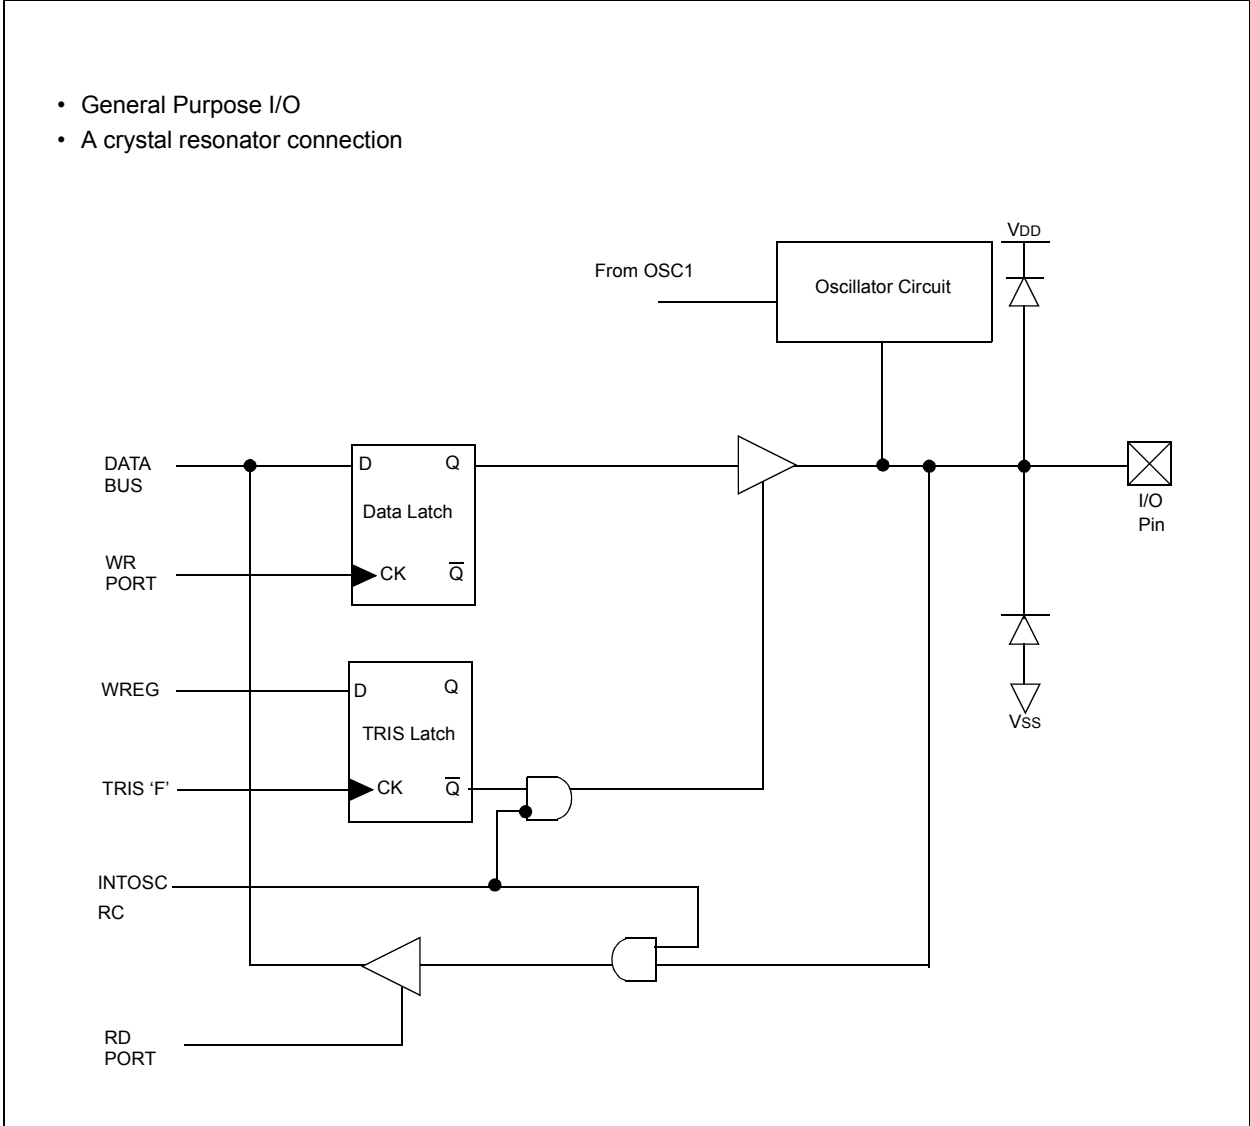 • General Purpose I/O
• A crystal resonator connection
VDD
From OSC1
Oscillator Circuit
DATA
BUS
D
Q
Data Latch
I/O
Pin
WR
PORT
CK
Q̅
WREG
D
Q
TRIS Latch
VSS
TRIS ‘F’
CK
Q̅
INTOSC
RC
RD
PORT